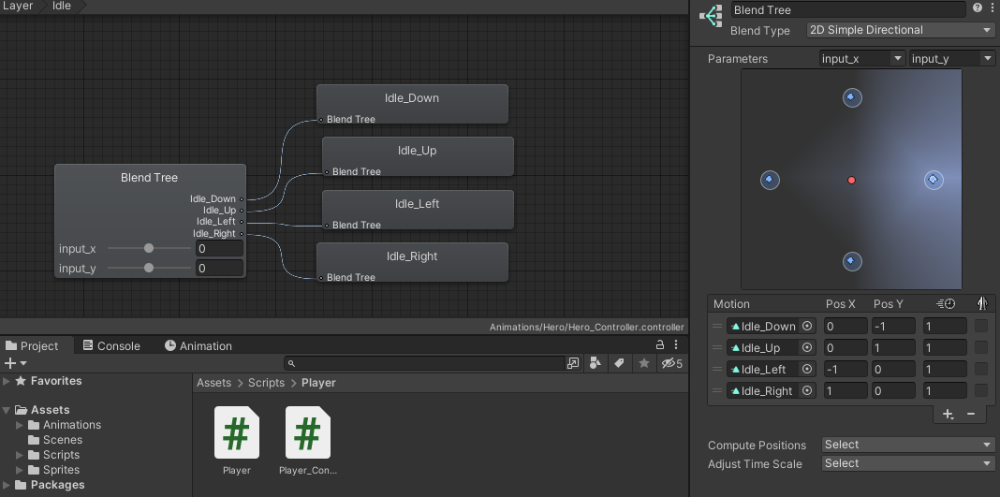 Layer
Idle
Idle_Down
Blend Tree
Idle_Up
Blend Tree
Idle_Left
Blend Tree
Idle_Right
Blend Tree
Blend Tree
Idle_Down
Idle_Up
Idle_Left
Idle_Right
input_x 0
input_y 0
Animations/Hero/Hero_Controller.controller
Project Console Animation
5
Favorites
Assets
Animations
Scenes
Scripts
Sprites
Packages
Assets > Scripts > Player
#
#
Player
Player_Con...
Blend Tree
Blend Type 2D Simple Directional
Parameters input_x input_y
Motion Pos X Pos Y
Idle_Down 0 -1 1
Idle_Up 0 1 1
Idle_Left -1 0 1
Idle_Right 1 0 1
Compute Positions Select
Adjust Time Scale Select